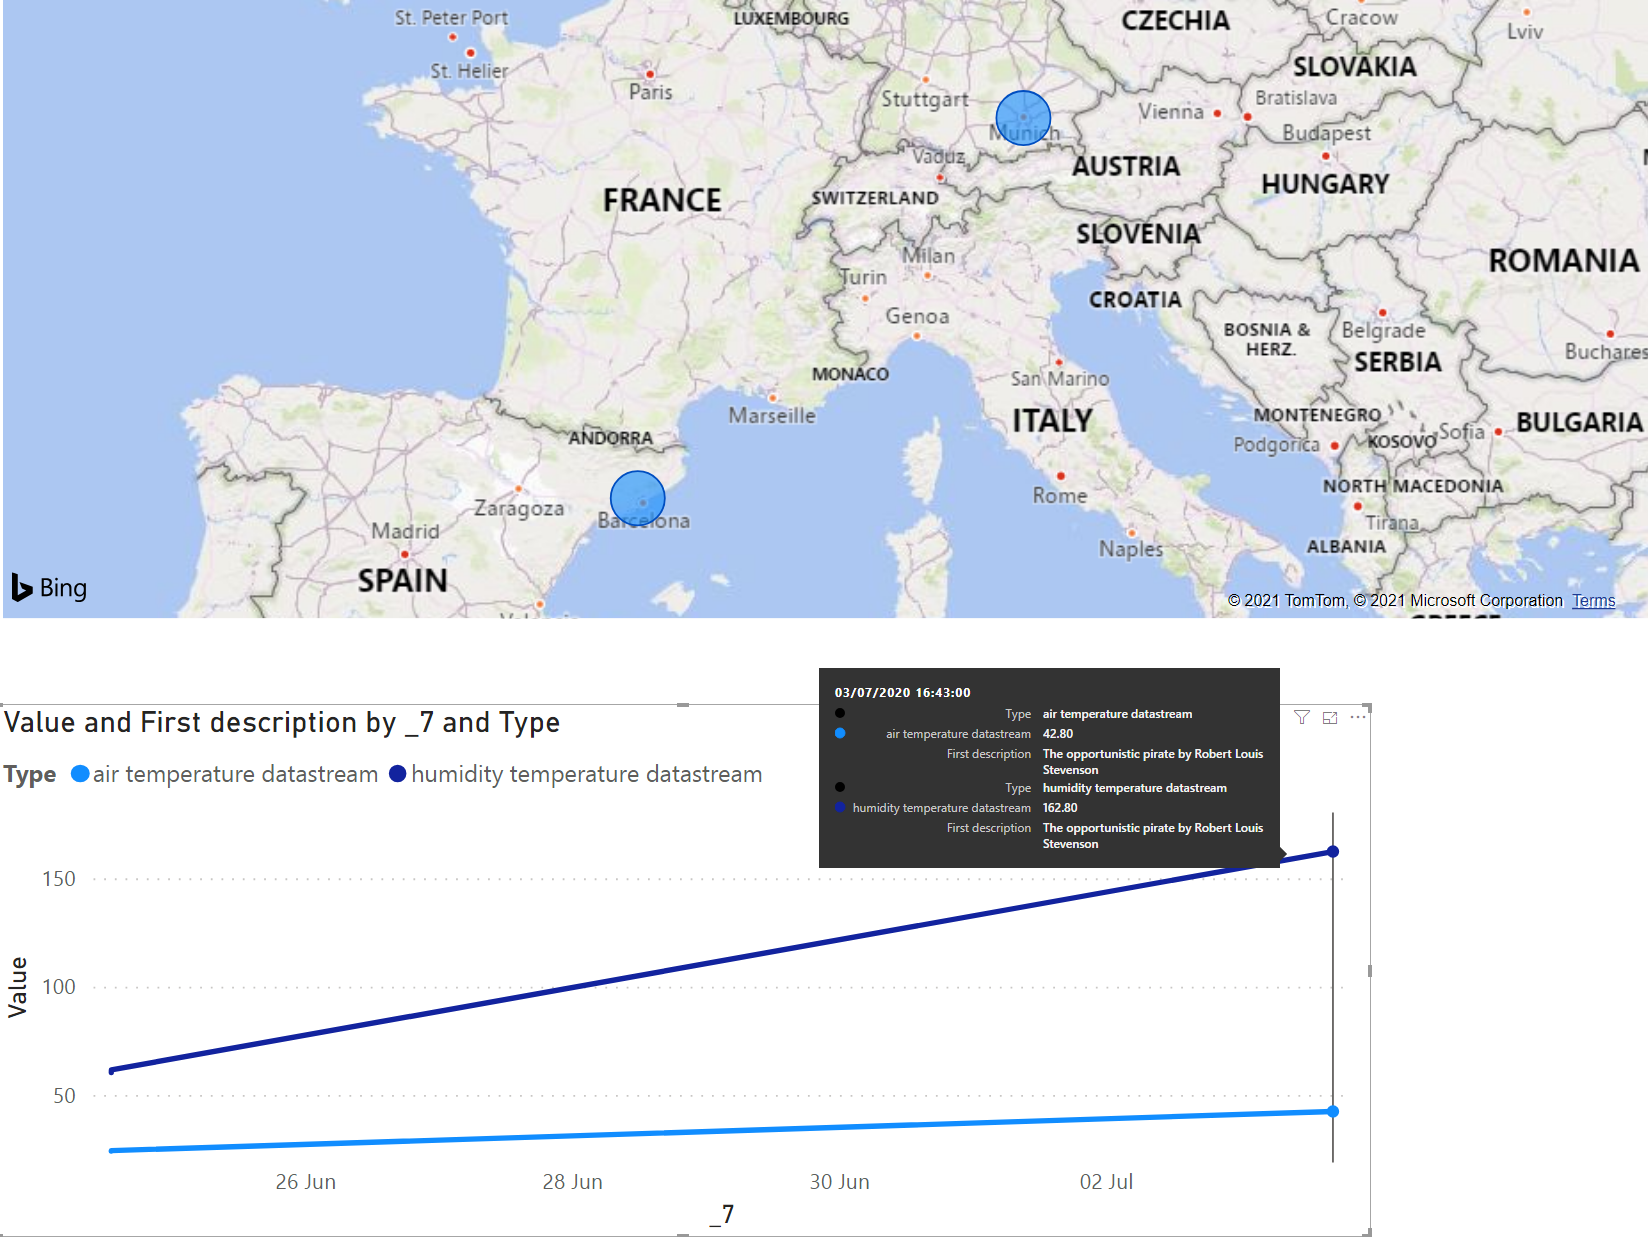 St. Peter Port
LUXEMBOURG
CZECHIA
Cracow
Lviv
St. Helier
Paris
SLOVAKIA
Stuttgart
Vienna
Bratislava
Munich
Budapest
Vaduz
AUSTRIA
FRANCE
SWITZERLAND
HUNGARY
SLOVENIA
Milan
ROMANIA
Turin
CROATIA
Genoa
BOSNIA &
HERZ.
Belgrade
Buchares
SERBIA
MONACO
San Marino
Marseille
ITALY
MONTENEGRO
BULGARIA
ANDORRA
Podgorica
KOSOVO
Sofia
NORTH MACEDONIA
Rome
Zaragoza
Barcelona
Tirana
Madrid
Naples
ALBANIA
SPAIN
Bing
© 2021 TomTom, © 2021 Microsoft Corporation Terms
03/07/2020 16:43:00
Type air temperature datastream
air temperature datastream 42.80
First description The opportunistic pirate by Robert Louis
Stevenson
Type humidity temperature datastream
humidity temperature datastream 162.80
First description The opportunistic pirate by Robert Louis
Stevenson
Value and First description by _7 and Type
Type air temperature datastream humidity temperature datastream
150
100
50
Value
26 Jun 28 Jun 30 Jun 02 Jul
_7